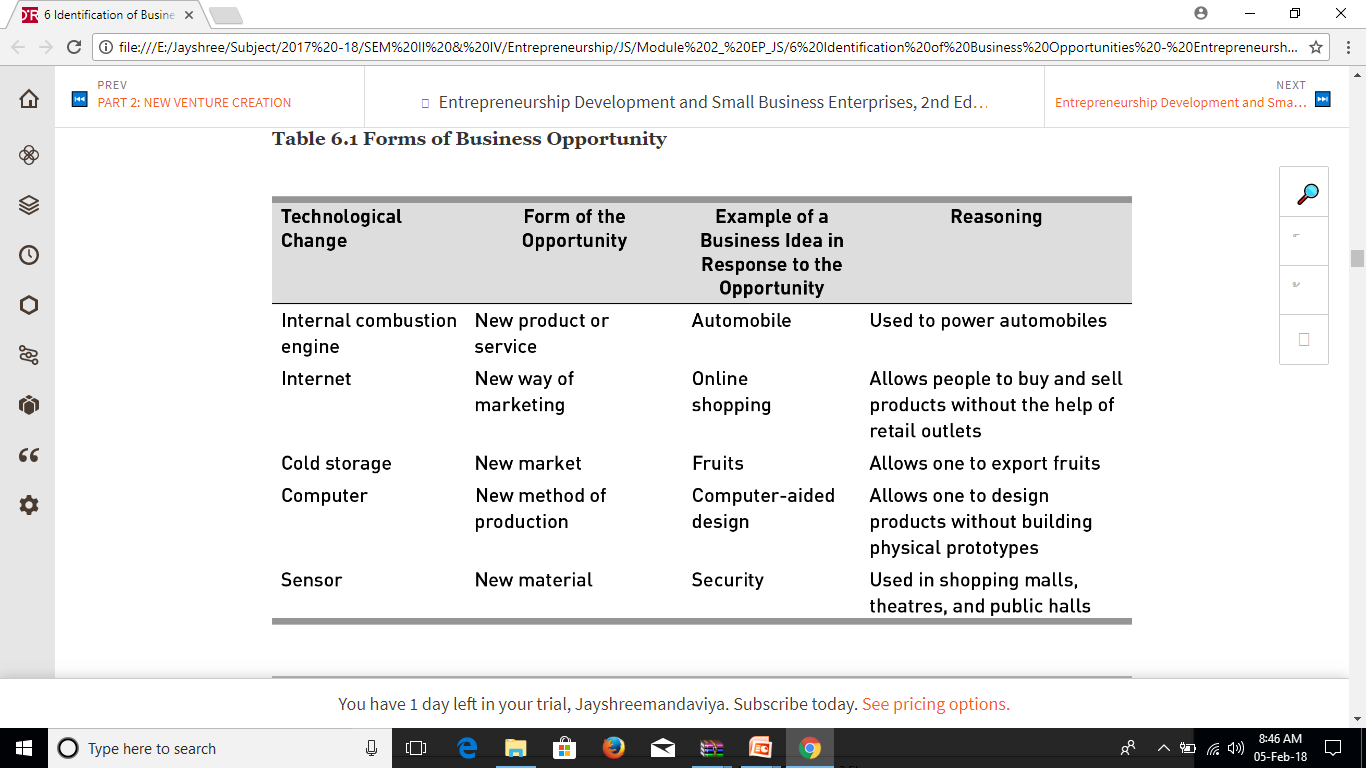 6 Identification of Busine
file:///E:/Jayshree/Subject/2017%20-18/SEM%20II%20&%20IV/Entrepreneurship/JS/Module%202_%20EP_JS/6%20Identification%20of%20Business%20Opportunities%20-%20Entrepreneursh...
PREV
PART 2: NEW VENTURE CREATION
Entrepreneurship Development and Small Business Enterprises, 2nd Ed...
NEXT
Entrepreneurship Development and Sma...
Table 6.1 Forms of Business Opportunity
Technological Change
Form of the Opportunity
Example of a Business Idea in Response to the Opportunity
Reasoning
Internal combustion engine
New product or service
Automobile
Used to power automobiles
Internet
New way of marketing
Online shopping
Allows people to buy and sell products without the help of retail outlets
Cold storage
New market
Fruits
Allows one to export fruits
Computer
New method of production
Computer-aided design
Allows one to design products without building physical prototypes
Sensor
New material
Security
Used in shopping malls, theatres, and public halls
You have 1 day left in your trial, Jayshreemandaviya. Subscribe today. See pricing options.
Type here to search
8:46 AM
05-Feb-18